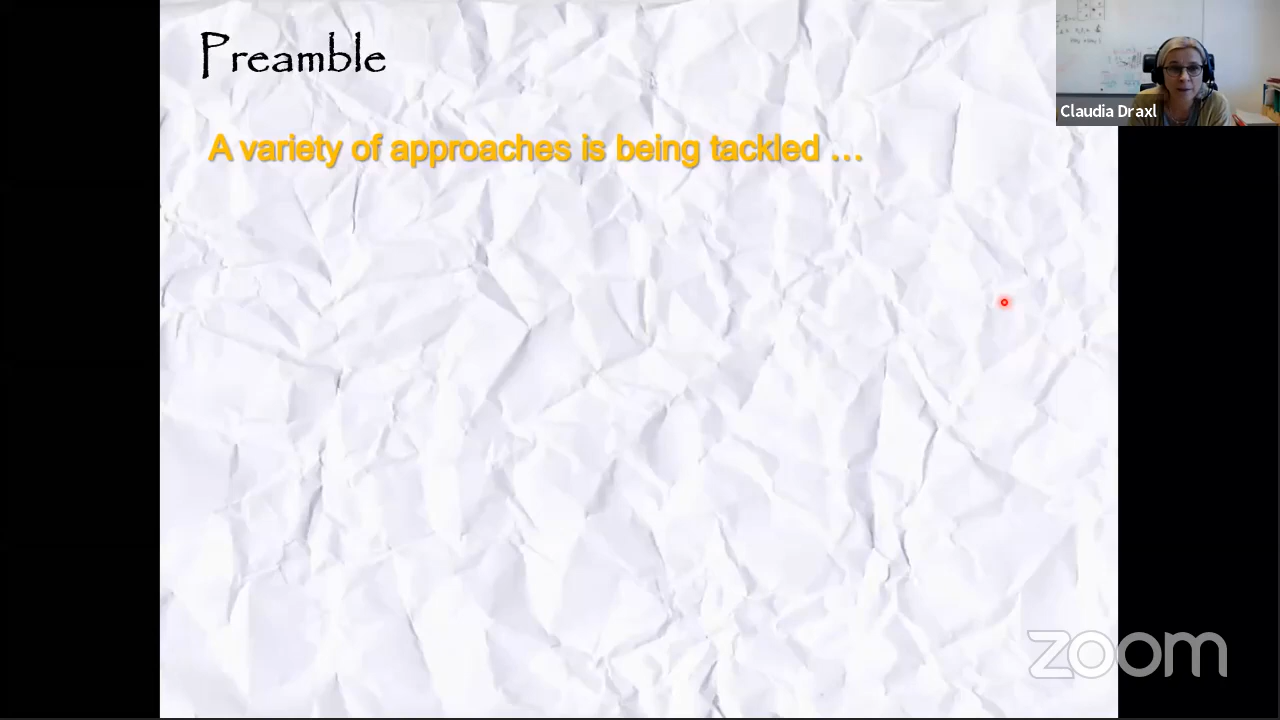 Preamble
Claudia Draxl
A variety of approaches is being tackled ...
zoom